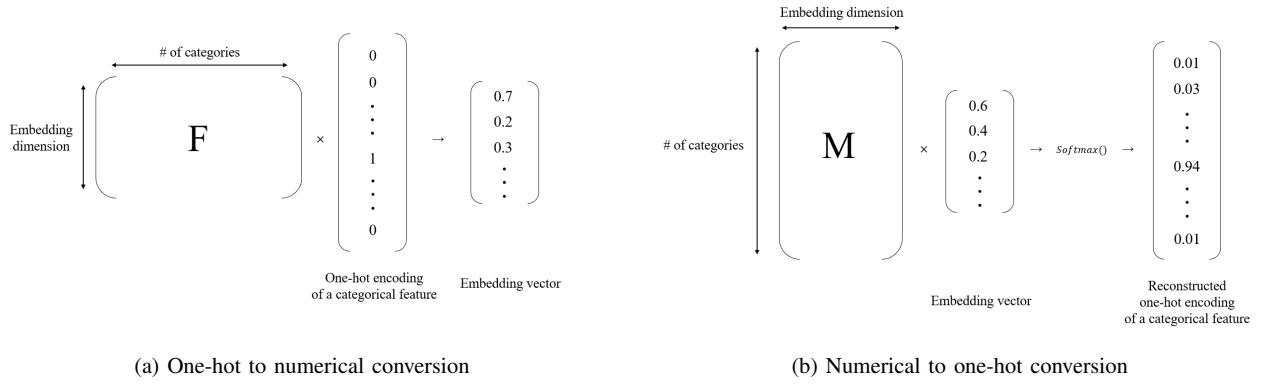 # of categories
Embedding
dimension
F
×
0
0
1
0
→
0.7
0.2
0.3
One-hot encoding
of a categorical feature
Embedding vector
(a) One-hot to numerical conversion
Embedding dimension
# of categories
M
×
0.6
0.4
0.2
→ Softmax() →
0.01
0.03
0.94
0.01
Embedding vector
Reconstructed
one-hot encoding
of a categorical feature
(b) Numerical to one-hot conversion